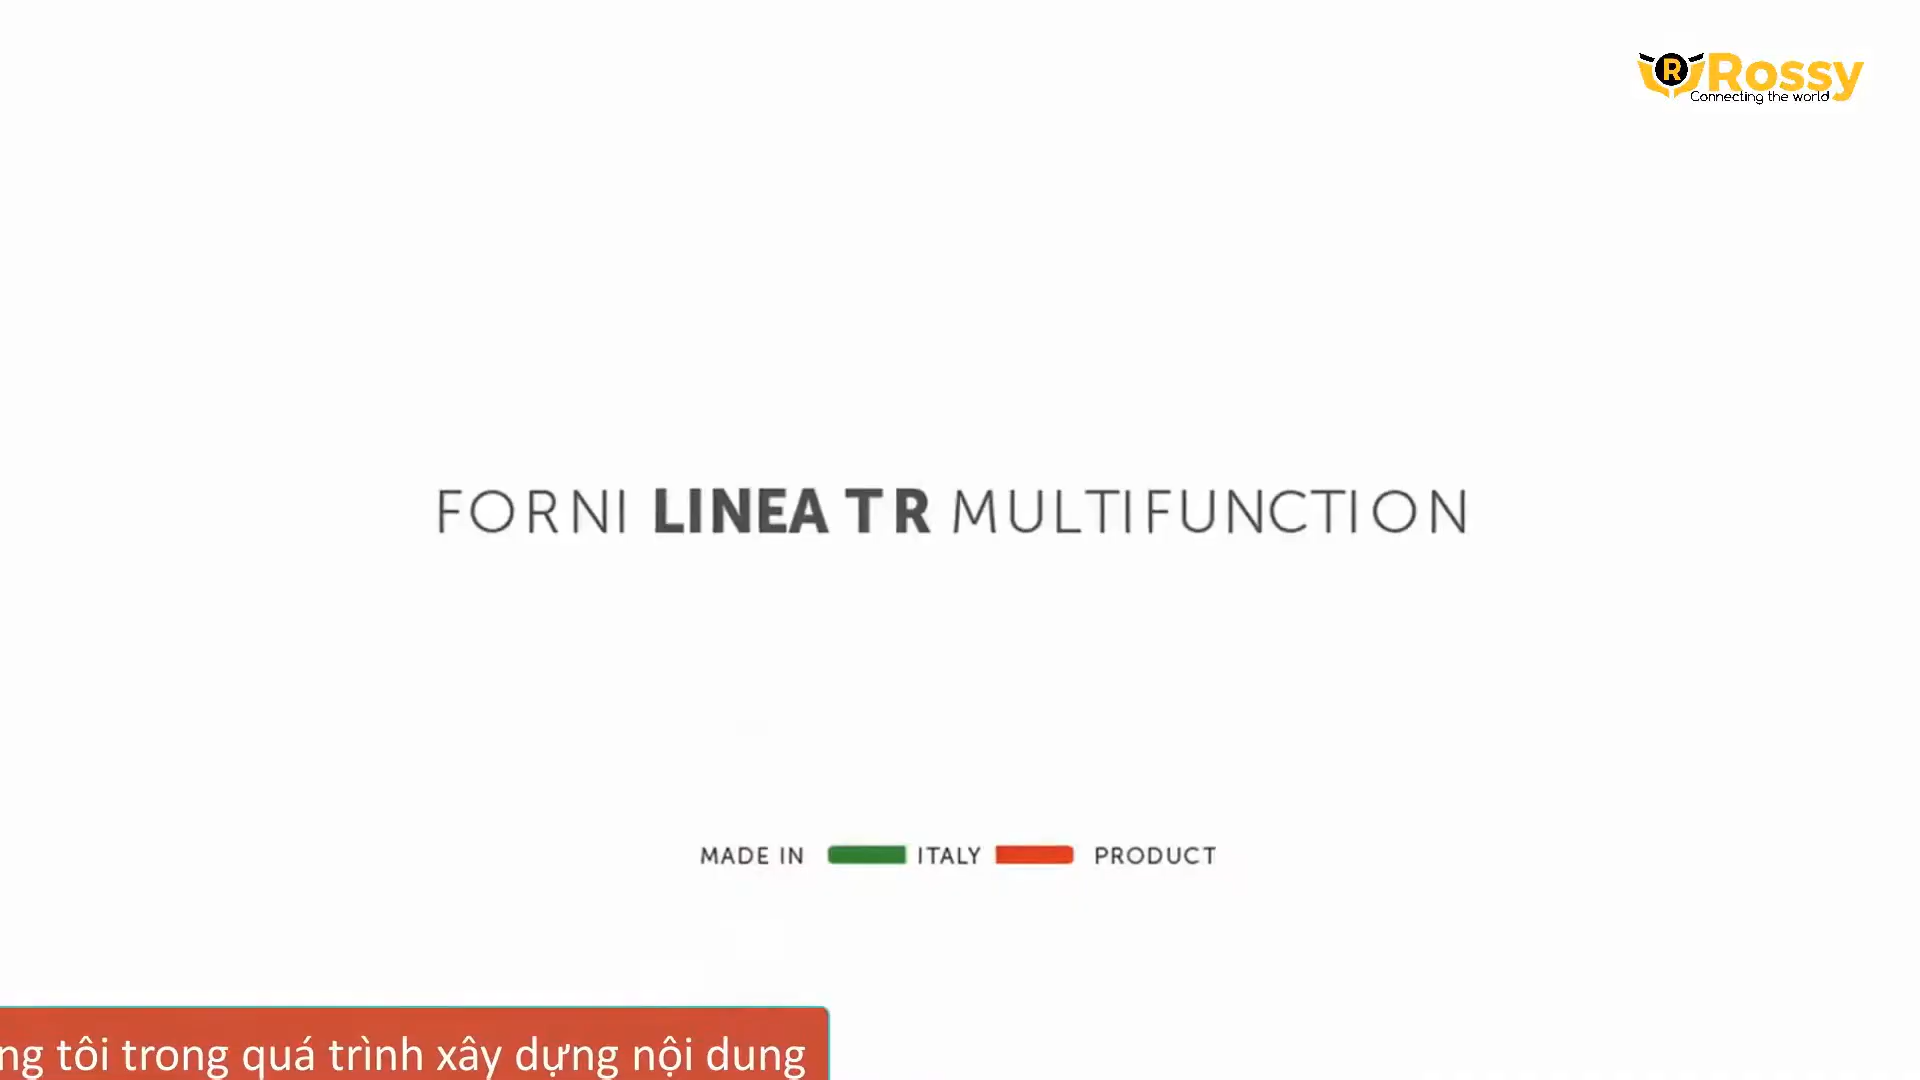 R Rossy
Connecting the world
FORNI LINEA TR MULTIFUNCTION
MADE IN ITALY PRODUCT
ng tôi trong quá trình xây dựng nội dung